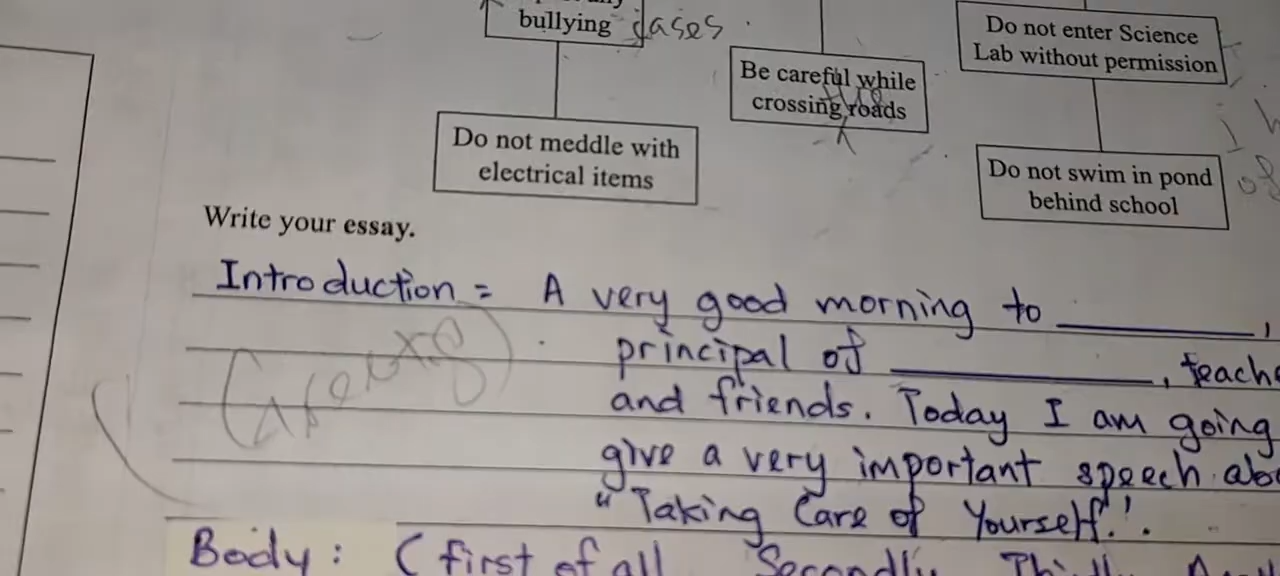 bullying cases.
Do not meddle with
electrical items
Be careful while
crossing roads
the
Do not enter Science
Lab without permission
Do not swim in pond
behind school
Write your essay.
Introduction = A very good morning to __________,
principal of __________, teach
and friends. Today I am going
give a very important speech abo
"Taking Care of Yourself!'.
Body: ( first of all Secondly